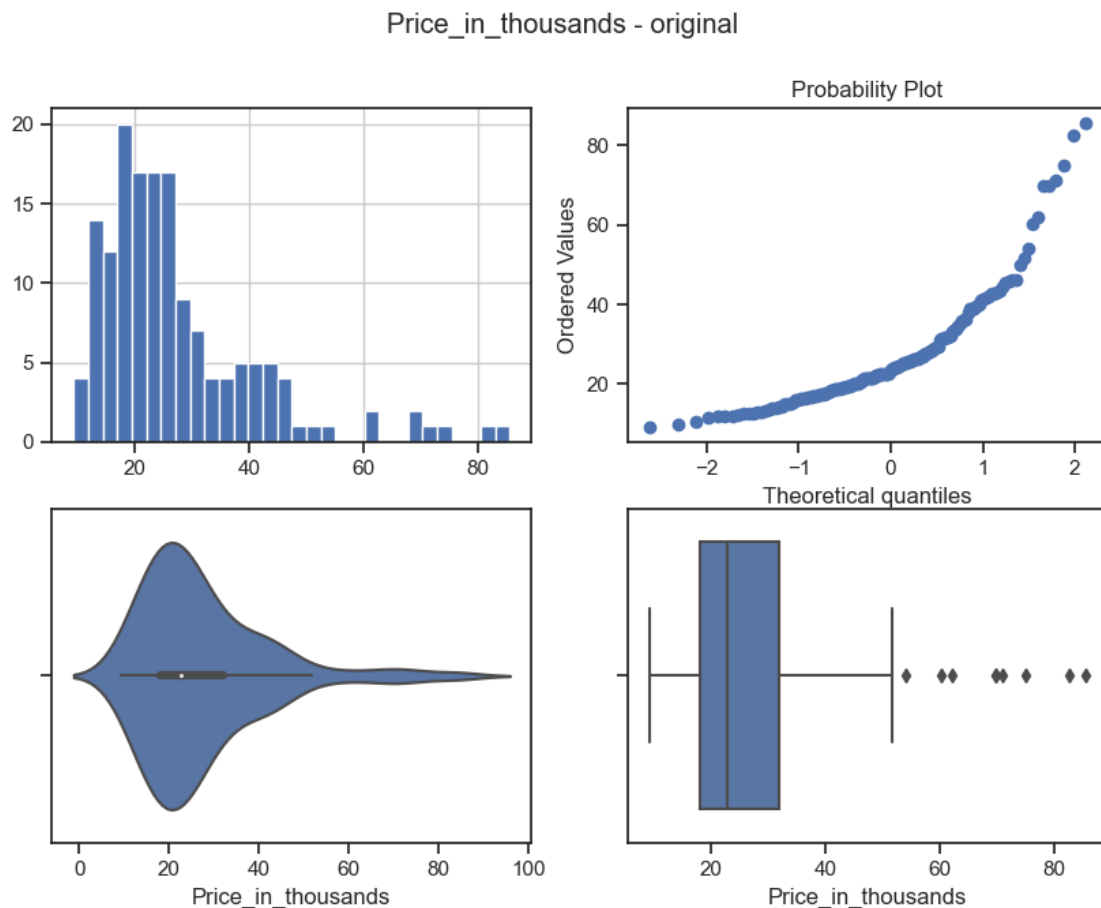 Price_in_thousands - original
20
15
10
5
0
20 40 60 80
Probability Plot
Ordered Values
80
60
40
20
−2 −1 0 1 2
Theoretical quantiles
0 20 40 60 80 100
Price_in_thousands
20 40 60 80
Price_in_thousands